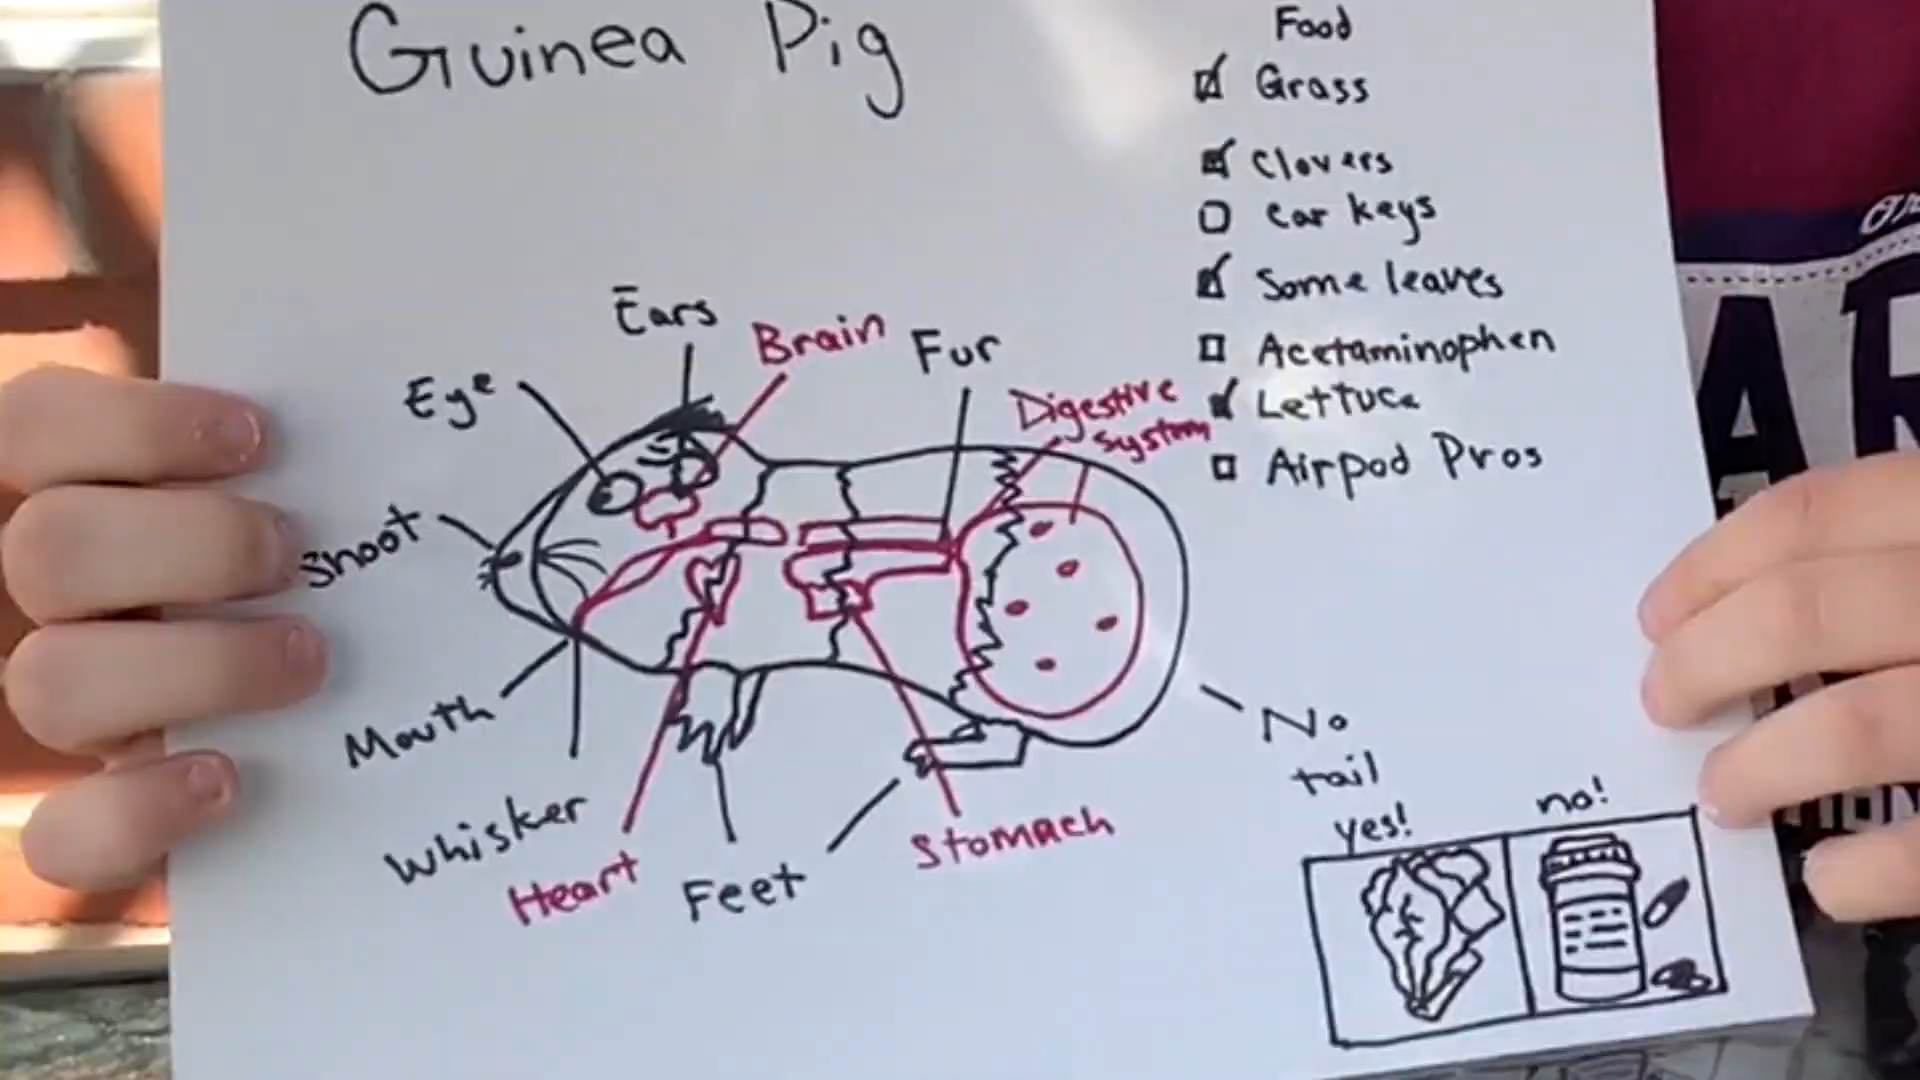 Guinea Pig
Food
Grass
Clovers
Car keys
Some leaves
Acetaminophen
Lettuce
Airpod Pros
Ears
Brain
Fur
Eye
Digestive
System
Snoot
Mouth
Whisker
Heart
Feet
Stomach
No
tail
yes!
no!